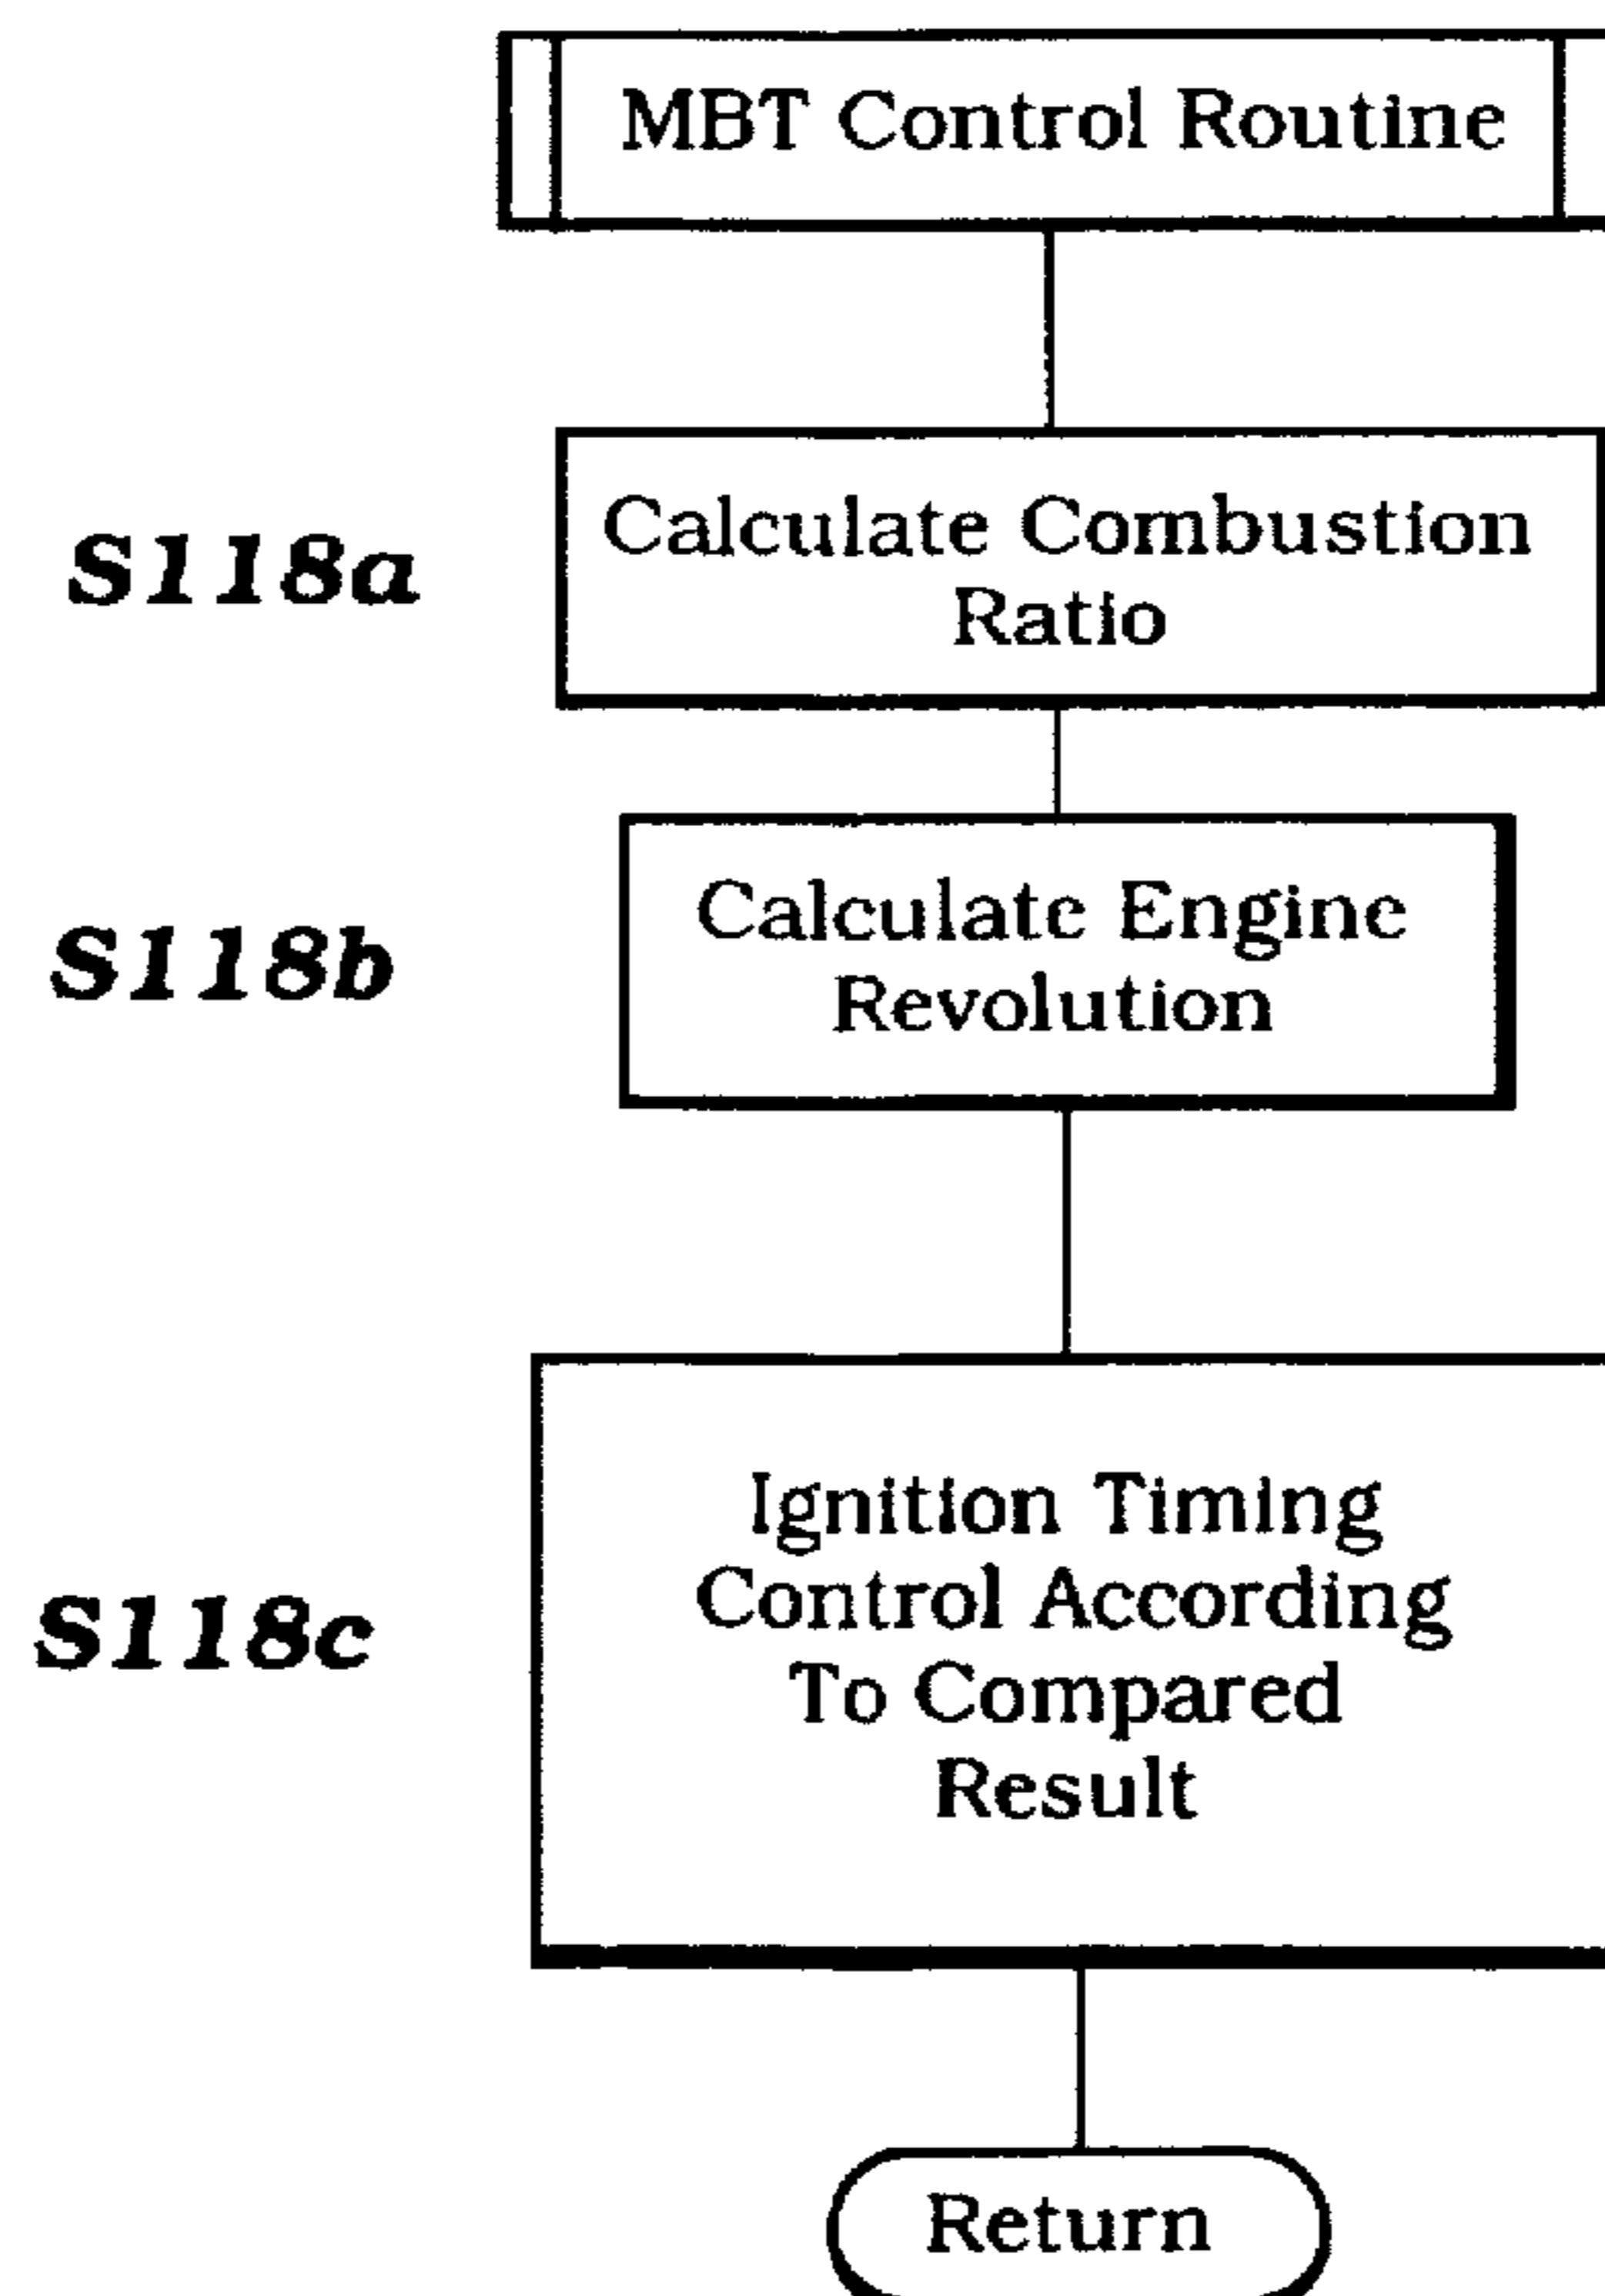 MBT Control Routine
S118a
Calculate Combustion
Ratio
S118b
Calculate Engine
Revolution
S118c
Ignition Timing
Control According
To Compared
Result
Return